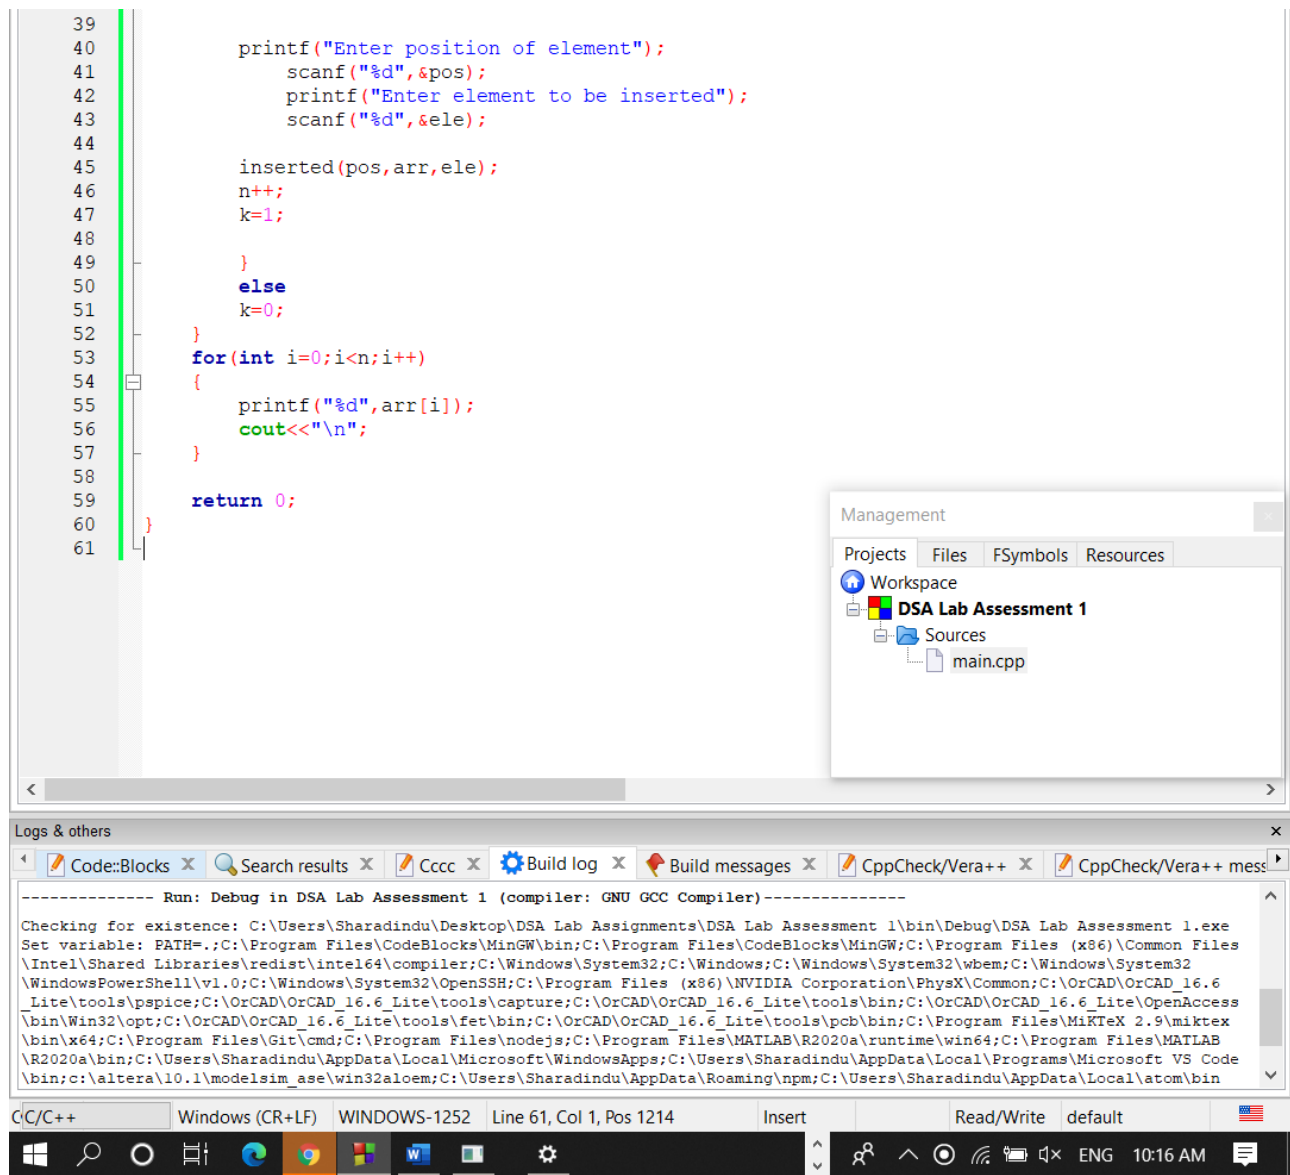 39
40 printf("Enter position of element");
41 scanf("%d",&pos);
42 printf("Enter element to be inserted");
43 scanf("%d",&ele);
44
45 inserted(pos,arr,ele);
46 n++;
47 k=1;
48
49 }
50 else
51 k=0;
52 }
53 for(int i=0;i<n;i++)
54 {
55 printf("%d",arr[i]);
56 cout<<"\n";
57 }
58
59 return 0;
60 }
61
Management
Projects Files FSymbols Resources
Workspace
DSA Lab Assessment 1
Sources
main.cpp
Logs & others
Code::Blocks Search results Cccc Build log Build messages CppCheck/Vera++ CppCheck/Vera++ mess
-------------- Run: Debug in DSA Lab Assessment 1 (compiler: GNU GCC Compiler)---------------
Checking for existence: C:\Users\Sharadindu\Desktop\DSA Lab Assignments\DSA Lab Assessment 1\bin\Debug\DSA Lab Assessment 1.exe
Set variable: PATH=.;C:\Program Files\CodeBlocks\MinGW\bin;C:\Program Files\CodeBlocks\MinGW;C:\Program Files (x86)\Common Files
\Intel\Shared Libraries\redist\intel64\compiler;C:\Windows\System32;C:\Windows;C:\Windows\System32\wbem;C:\Windows\System32
\WindowsPowerShell\v1.0;C:\Windows\System32\OpenSSH;C:\Program Files (x86)\NVIDIA Corporation\PhysX\Common;C:\OrCAD\OrCAD_16.6
_Lite\tools\pspice;C:\OrCAD\OrCAD_16.6_Lite\tools\capture;C:\OrCAD\OrCAD_16.6_Lite\tools\bin;C:\OrCAD\OrCAD_16.6_Lite\OpenAccess
\bin\Win32\opt;C:\OrCAD\OrCAD_16.6_Lite\tools\fet\bin;C:\OrCAD\OrCAD_16.6_Lite\tools\pcb\bin;C:\Program Files\MiKTeX 2.9\miktex
\bin\x64;C:\Program Files\Git\cmd;C:\Program Files\nodejs;C:\Program Files\MATLAB\R2020a\runtime\win64;C:\Program Files\MATLAB
\R2020a\bin;C:\Users\Sharadindu\AppData\Local\Microsoft\WindowsApps;C:\Users\Sharadindu\AppData\Local\Programs\Microsoft VS Code
\bin;c:\altera\10.1\modelsim_ase\win32aloem;C:\Users\Sharadindu\AppData\Roaming\npm;C:\Users\Sharadindu\AppData\Local\atom\bin
C/C++ Windows (CR+LF) WINDOWS-1252 Line 61, Col 1, Pos 1214 Insert Read/Write default
ENG 10:16 AM